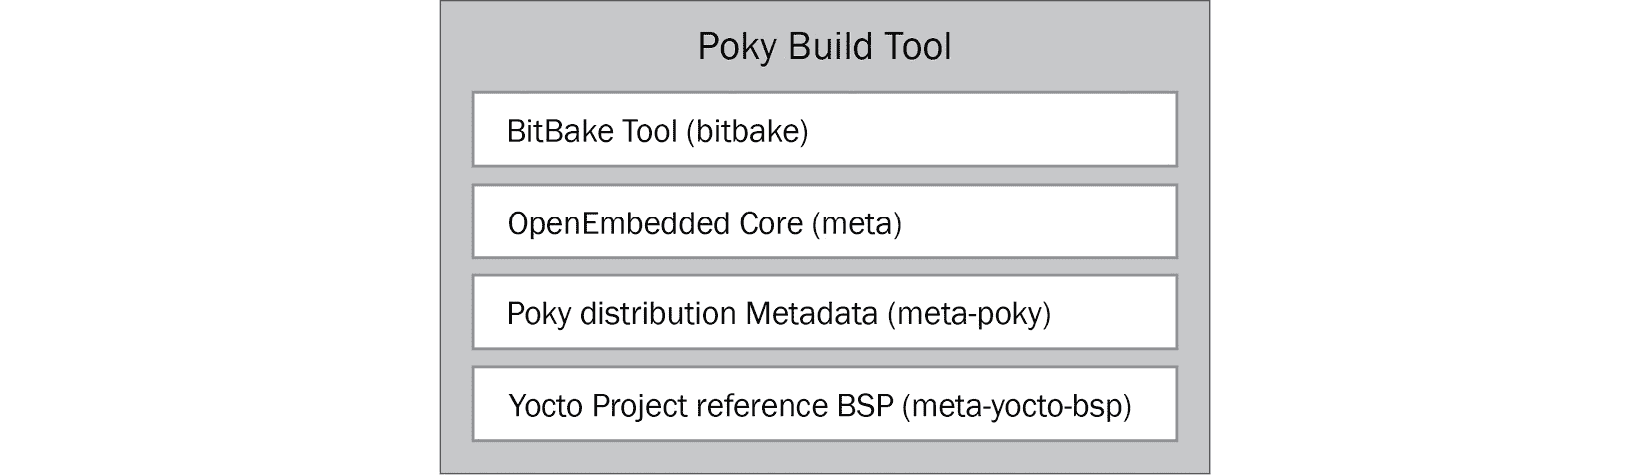 Poky Build Tool
BitBake Tool (bitbake)
OpenEmbedded Core (meta)
Poky distribution Metadata (meta-poky)
Yocto Project reference BSP (meta-yocto-bsp)